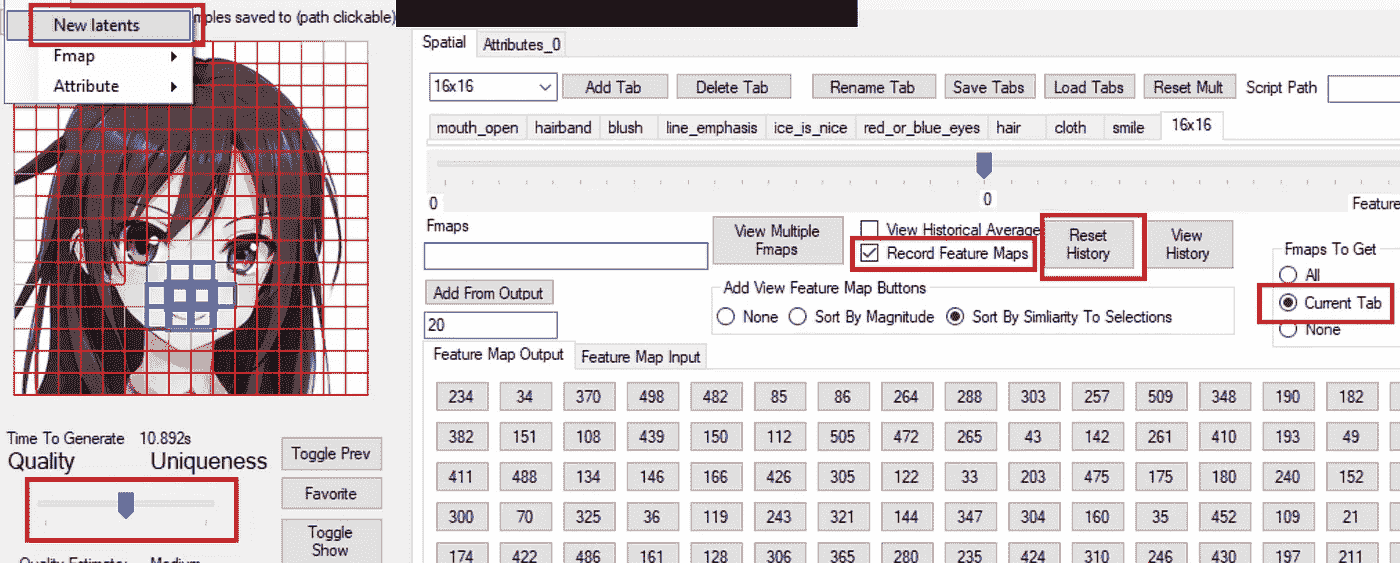 New latents
mples saved to (path clickable)
Fmap
Attribute
Time To Generate 10.892s
Quality Uniqueness
Toggle Prev
Favorite
Toggle
Show
Medium
Spatial Attributes_0
16x16 Add Tab Delete Tab Rename Tab Save Tabs Load Tabs Reset Mult Script Path
mouth_open hairband blush line_emphasis ice_is_nice red_or_blue_eyes hair cloth smile 16x16
0 0 Feature
Fmaps
View Multiple
Fmaps
View Historical Average
Record Feature Maps
Reset
History
View
History
Fmaps To Get
All
Current Tab
None
Add From Output
20
Add View Feature Map Buttons
None Sort By Magnitude Sort By Simliarity To Selections
Feature Map Output Feature Map Input
234 34 370 498 482 85 86 264 288 303 257 509 348 190 182
382 151 108 439 150 112 505 472 265 43 142 261 410 193 49
411 488 134 146 166 426 305 122 33 203 475 175 180 240 152
300 70 325 36 119 243 321 144 347 304 160 35 452 109 21
174 422 486 161 128 306 365 280 235 424 310 246 430 197 211